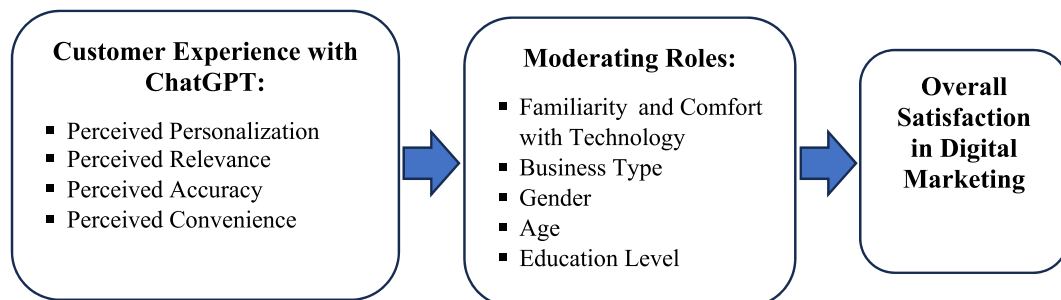 Customer Experience with
ChatGPT:
▪ Perceived Personalization
▪ Perceived Relevance
▪ Perceived Accuracy
▪ Perceived Convenience
Moderating Roles:
▪ Familiarity and Comfort
with Technology
▪ Business Type
▪ Gender
▪ Age
▪ Education Level
Overall
Satisfaction
in Digital
Marketing